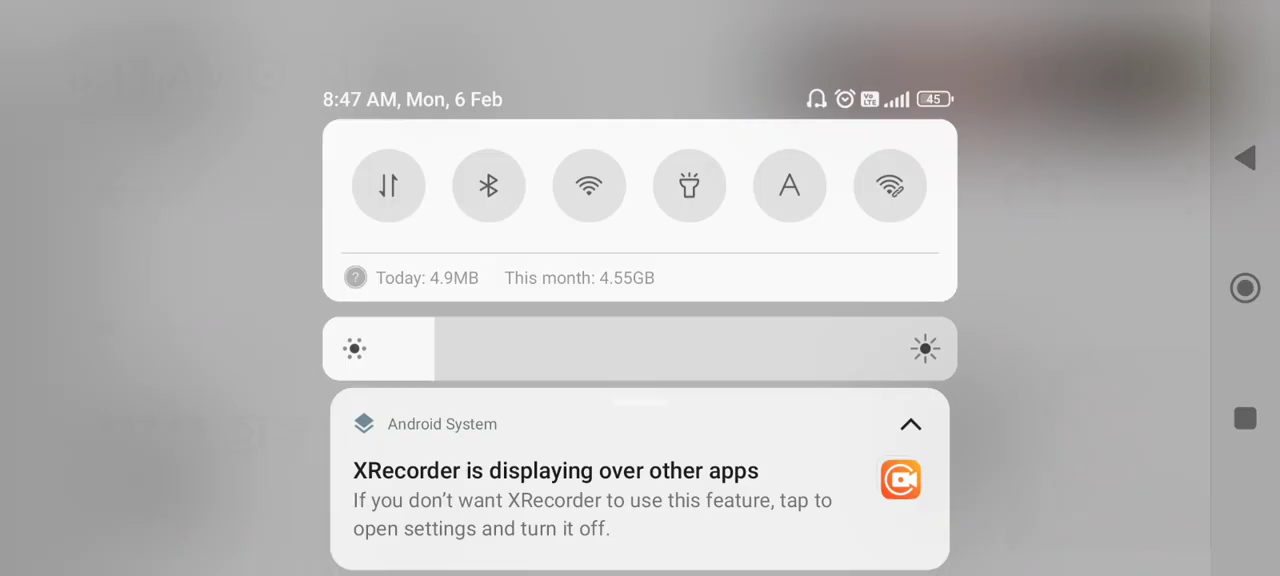 8:47 AM, Mon, 6 Feb
Vo LTE
45
A
? Today: 4.9MB This month: 4.55GB
Android System
XRecorder is displaying over other apps
If you don’t want XRecorder to use this feature, tap to
open settings and turn it off.